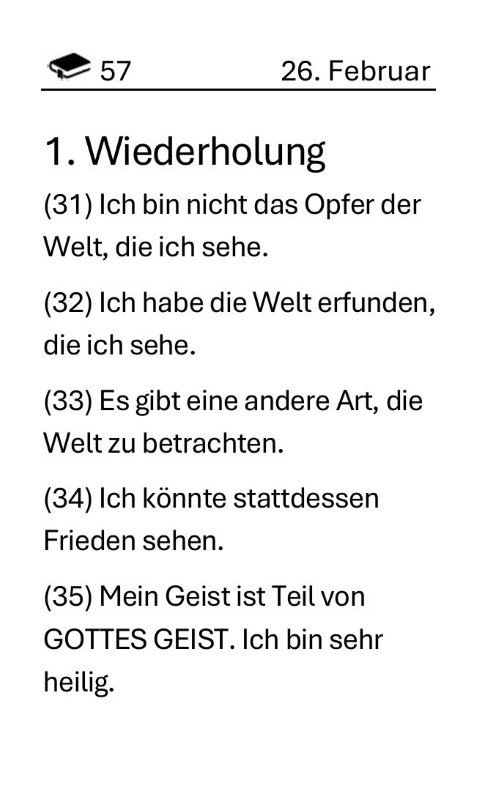 57 26. Februar
1. Wiederholung
(31) Ich bin nicht das Opfer der
Welt, die ich sehe.
(32) Ich habe die Welt erfunden,
die ich sehe.
(33) Es gibt eine andere Art, die
Welt zu betrachten.
(34) Ich könnte stattdessen
Frieden sehen.
(35) Mein Geist ist Teil von
GOTTES GEIST. Ich bin sehr
heilig.